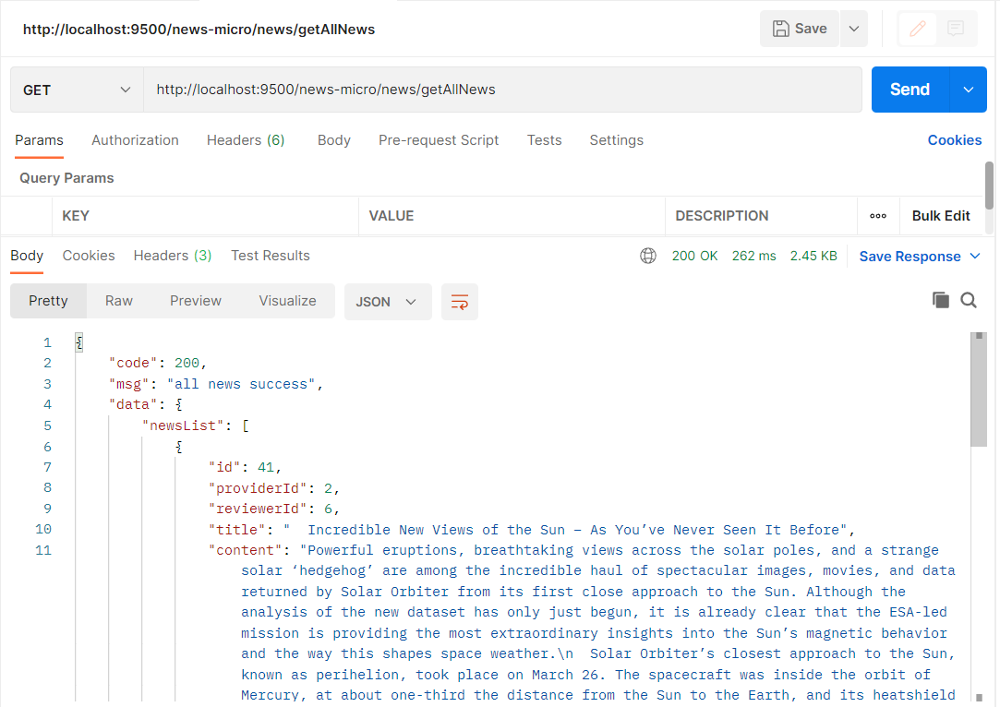 http://localhost:9500/news-micro/news/getAllNews
Save
GET
http://localhost:9500/news-micro/news/getAllNews
Send
Params Authorization Headers (6) Body Pre-request Script Tests Settings Cookies
Query Params
KEY VALUE DESCRIPTION ooo Bulk Edit
Body Cookies Headers (3) Test Results 200 OK 262 ms 2.45 KB Save Response
Pretty Raw Preview Visualize JSON
1 {
2 "code": 200,
3 "msg": "all news success",
4 "data": {
5 "newsList": [
6 {
7 "id": 41,
8 "providerId": 2,
9 "reviewerId": 6,
10 "title": "  Incredible New Views of the Sun – As You’ve Never Seen It Before",
11 "content": "Powerful eruptions, breathtaking views across the solar poles, and a strange
solar ‘hedgehog’ are among the incredible haul of spectacular images, movies, and data
returned by Solar Orbiter from its first close approach to the Sun. Although the
analysis of the new dataset has only just begun, it is already clear that the ESA-led
mission is providing the most extraordinary insights into the Sun’s magnetic behavior
and the way this shapes space weather.\n  Solar Orbiter’s closest approach to the Sun,
known as perihelion, took place on March 26. The spacecraft was inside the orbit of
Mercury, at about one-third the distance from the Sun to the Earth, and its heatshield